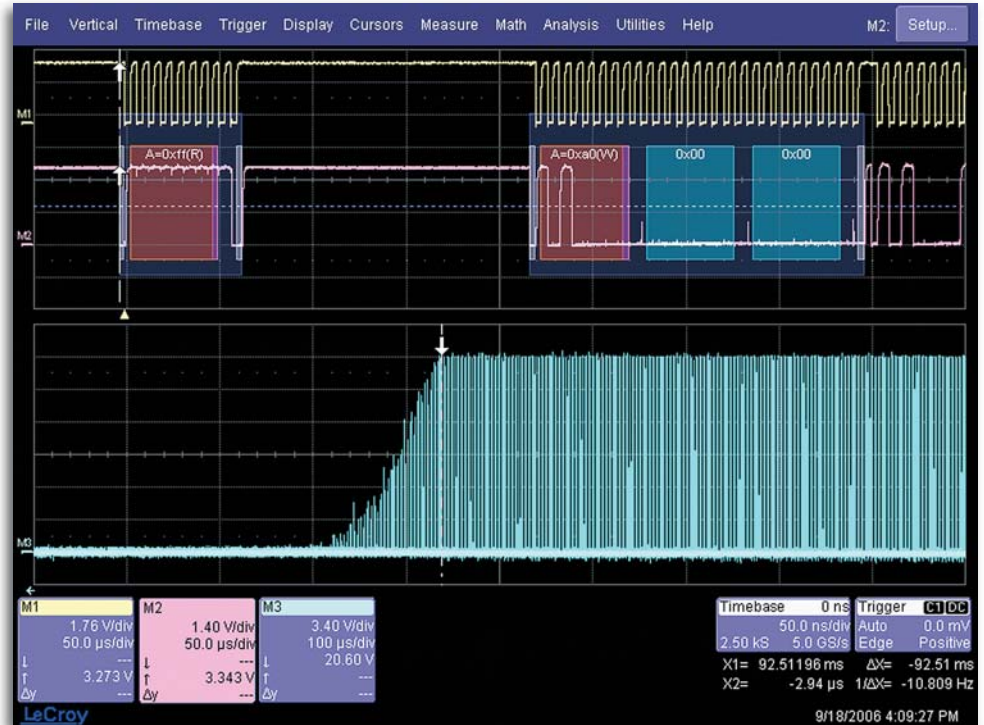 File Vertical Timebase Trigger Display Cursors Measure Math Analysis Utilities Help M2: Setup...
M1
A=0xff(R) A=0xa0(W) 0x00 0x00
M2
M3
M1
1.76 V/div
50.0 µs/div
---
3.273 V
Δy ---
M2
1.40 V/div
50.0 µs/div
---
3.343 V
Δy ---
M3
3.40 V/div
100 µs/div
20.60 V
---
Δy ---
Timebase 0 ns
50.0 ns/div
2.50 kS 5.0 GS/s
Trigger C1 DC
Auto 0.0 mV
Edge Positive
X1= 92.51196 ms ΔX= -92.51 ms
X2= -2.94 µs 1/ΔX= -10.809 Hz
LeCroy
9/18/2006 4:09:27 PM